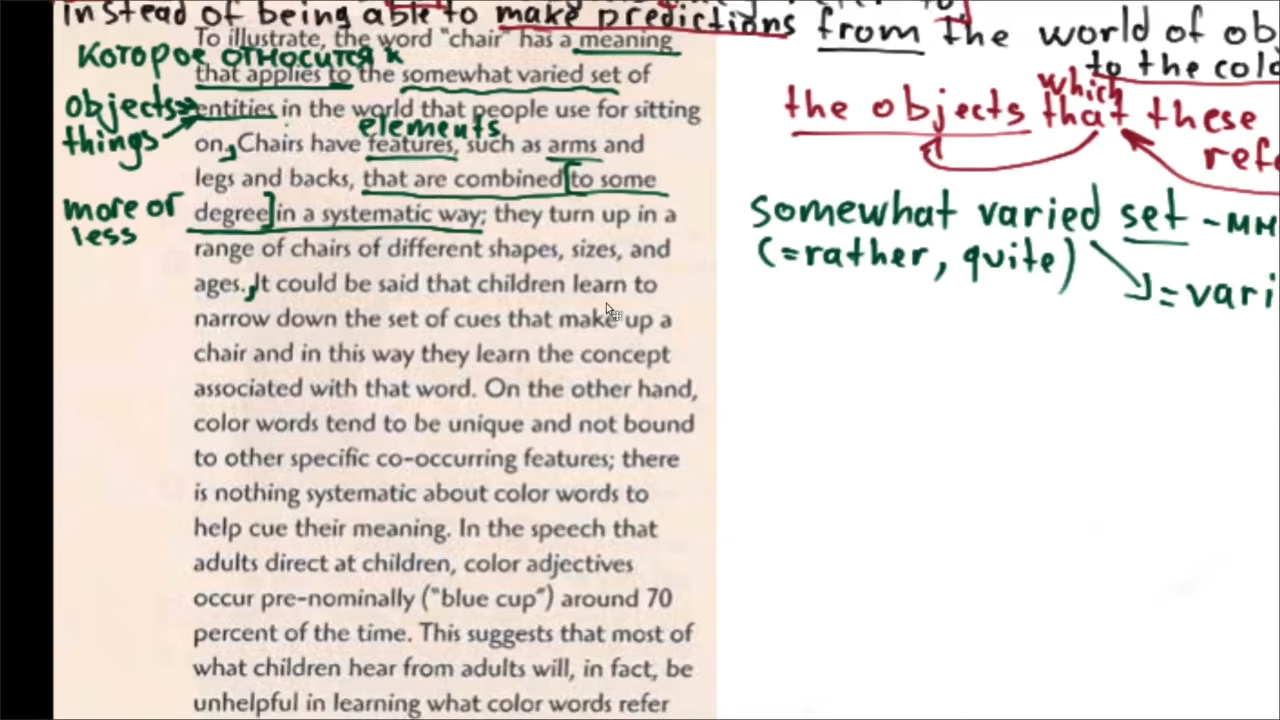 instead of being able to make predictions from the world of ob
To illustrate, the word "chair" has a meaning
которое относится к
that applies to the somewhat varied set of
objects
things
entities in the world that people use for sitting
elements
on, Chairs have features, such as arms and
legs and backs, that are combined [to some
more or
less
degree] in a systematic way; they turn up in a
range of chairs of different shapes, sizes, and
ages. It could be said that children learn to
narrow down the set of cues that make up a
chair and in this way they learn the concept
associated with that word. On the other hand,
color words tend to be unique and not bound
to other specific co-occurring features; there
is nothing systematic about color words to
help cue their meaning. In the speech that
adults direct at children, color adjectives
occur pre-nominally ("blue cup") around 70
percent of the time. This suggests that most of
what children hear from adults will, in fact, be
unhelpful in learning what color words refer
to the colo
which
the objects that these
refe
somewhat varied set - мн
(=rather, quite)
= vari